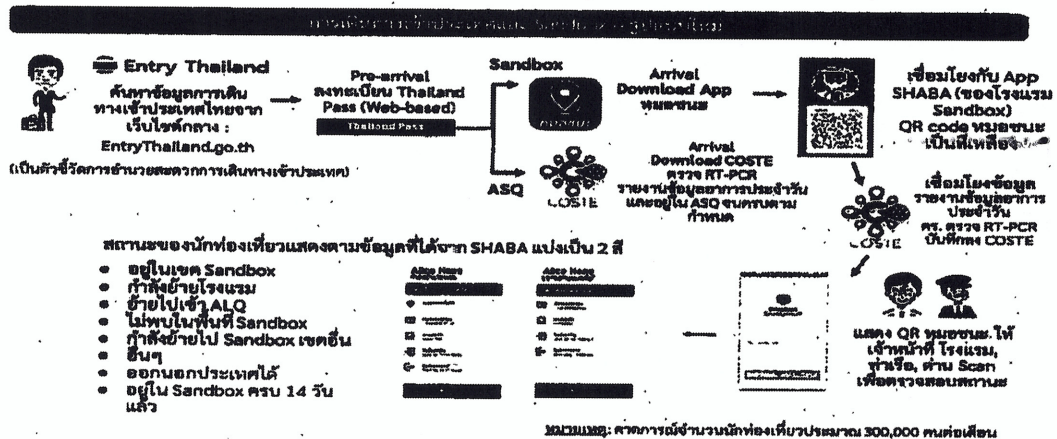 Entry Thailand
ค้นหาข้อมูลการเดิน
ทางเข้าประเทศไทยจาก
เว็บไซต์กลาง :
EntryThailand.go.th
(เป็นตัวชี้วัดการอำนวยสะดวกการเดินทางเข้าประเทศ)
Pre-arrival
ลงทะเบียน Thailand
Pass (Web-based)
Thailand Pass
Sandbox
Arrival
Download App
หมอชนะ
เชื่อมโยงกับ App
SHABA (ของโรงแรม
Sandbox)
QR code หมอชนะ
เป็นสีเหลือง
ASQ
COSTE
Arrival
Download COSTE
ตรวจ RT-PCR
รายงานข้อมูลอาการประจำวัน
และอยู่ใน ASQ จนครบตาม
กำหนด
COSTE
เชื่อมโยงข้อมูล
รายงานข้อมูลอาการ
ประจำวัน
คร. ตรวจ RT-PCR
บันทึกลง COSTE
สถานะของนักท่องเที่ยวแสดงตามข้อมูลที่ได้จาก SHABA แบ่งเป็น 2 สี
อยู่ในเขต Sandbox
กำลังย้ายโรงแรม
ย้ายไปเข้า ALQ
ไม่พบในพื้นที่ Sandbox
กำลังย้ายไป Sandbox เขตอื่น
อื่นๆ
ออกนอกประเทศได้
อยู่ใน Sandbox ครบ 14 วัน
แล้ว
แสดง QR หมอชนะ ให้
เจ้าหน้าที่ โรงแรม,
ท่าเรือ, ด่าน Scan
เพื่อตรวจสอบสถานะ
หมายเหตุ: คาดการณ์จำนวนนักท่องเที่ยวประมาณ 300,000 คนต่อเดือน